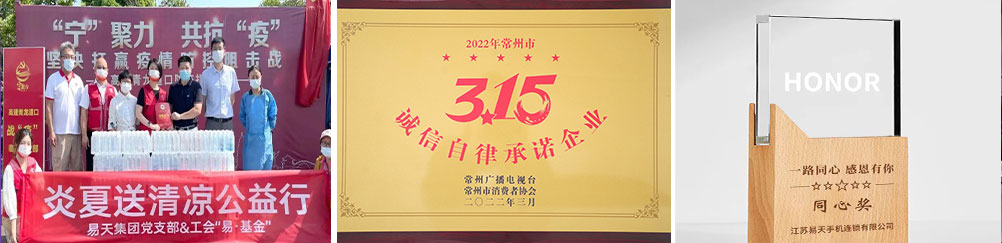 “宁”聚力 共抗“疫”
坚决打赢疫情防控阻击战
炎夏送清凉公益行
易天集团党支部&工会“易·基金”
2022年常州市
3.15
诚信自律承诺企业
常州广播电视台
常州市消费者协会
二〇二二年三月
HONOR
一路同心 感恩有你
同心奖
江苏易天手机连锁有限公司